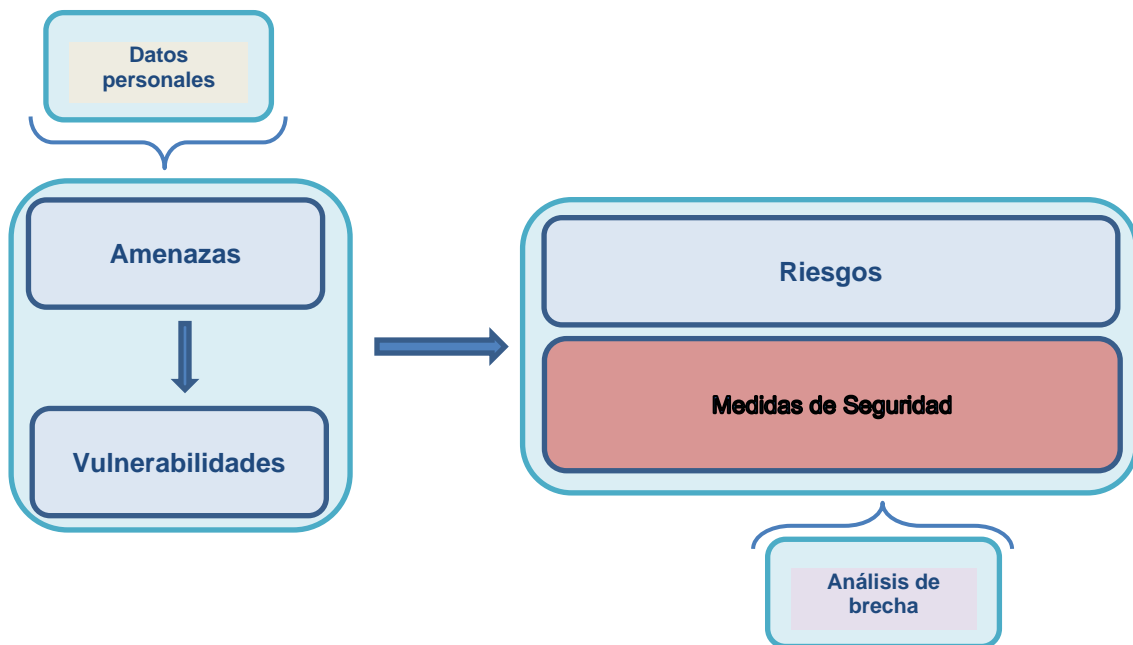 Datos
personales
Amenazas
Vulnerabilidades
Riesgos
Medidas de Seguridad
Análisis de
brecha